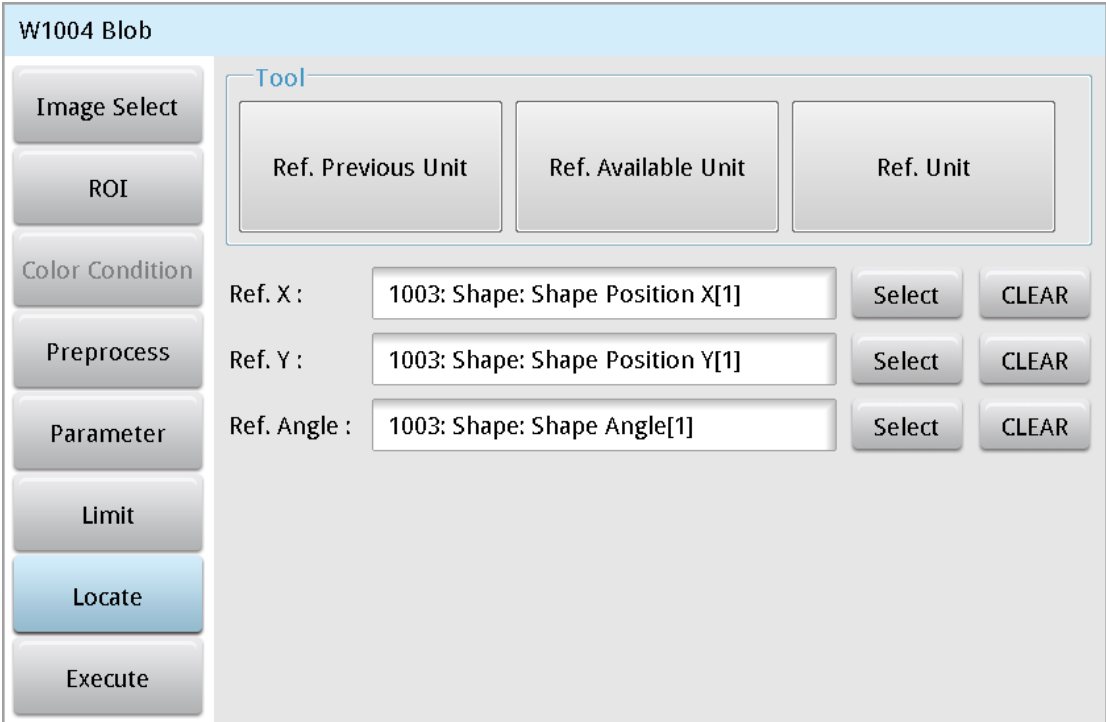 W1004 Blob
Image Select
ROI
Color Condition
Preprocess
Parameter
Limit
Locate
Execute
Tool
Ref. Previous Unit
Ref. Available Unit
Ref. Unit
Ref. X : 1003: Shape: Shape Position X[1] Select CLEAR
Ref. Y : 1003: Shape: Shape Position Y[1] Select CLEAR
Ref. Angle : 1003: Shape: Shape Angle[1] Select CLEAR